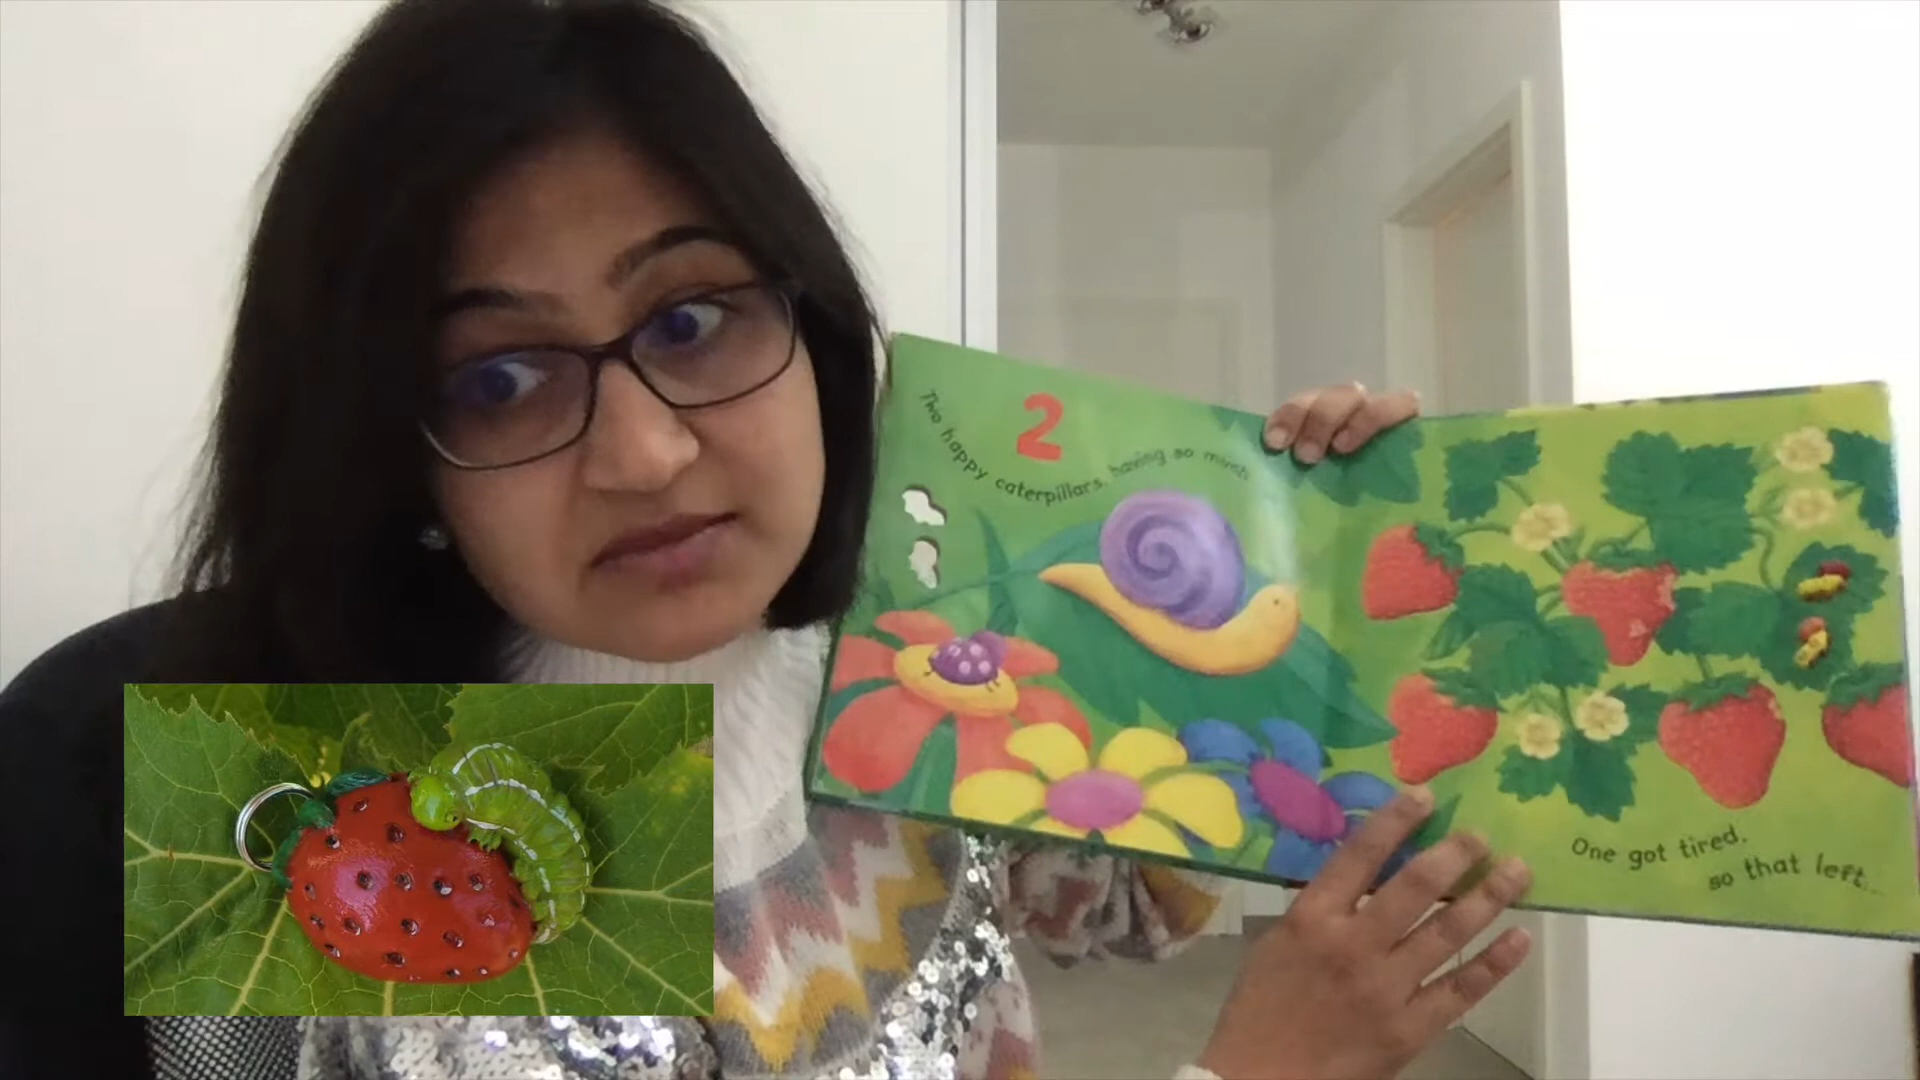 2
Two happy caterpillars, having so much
One got tired,
so that left...